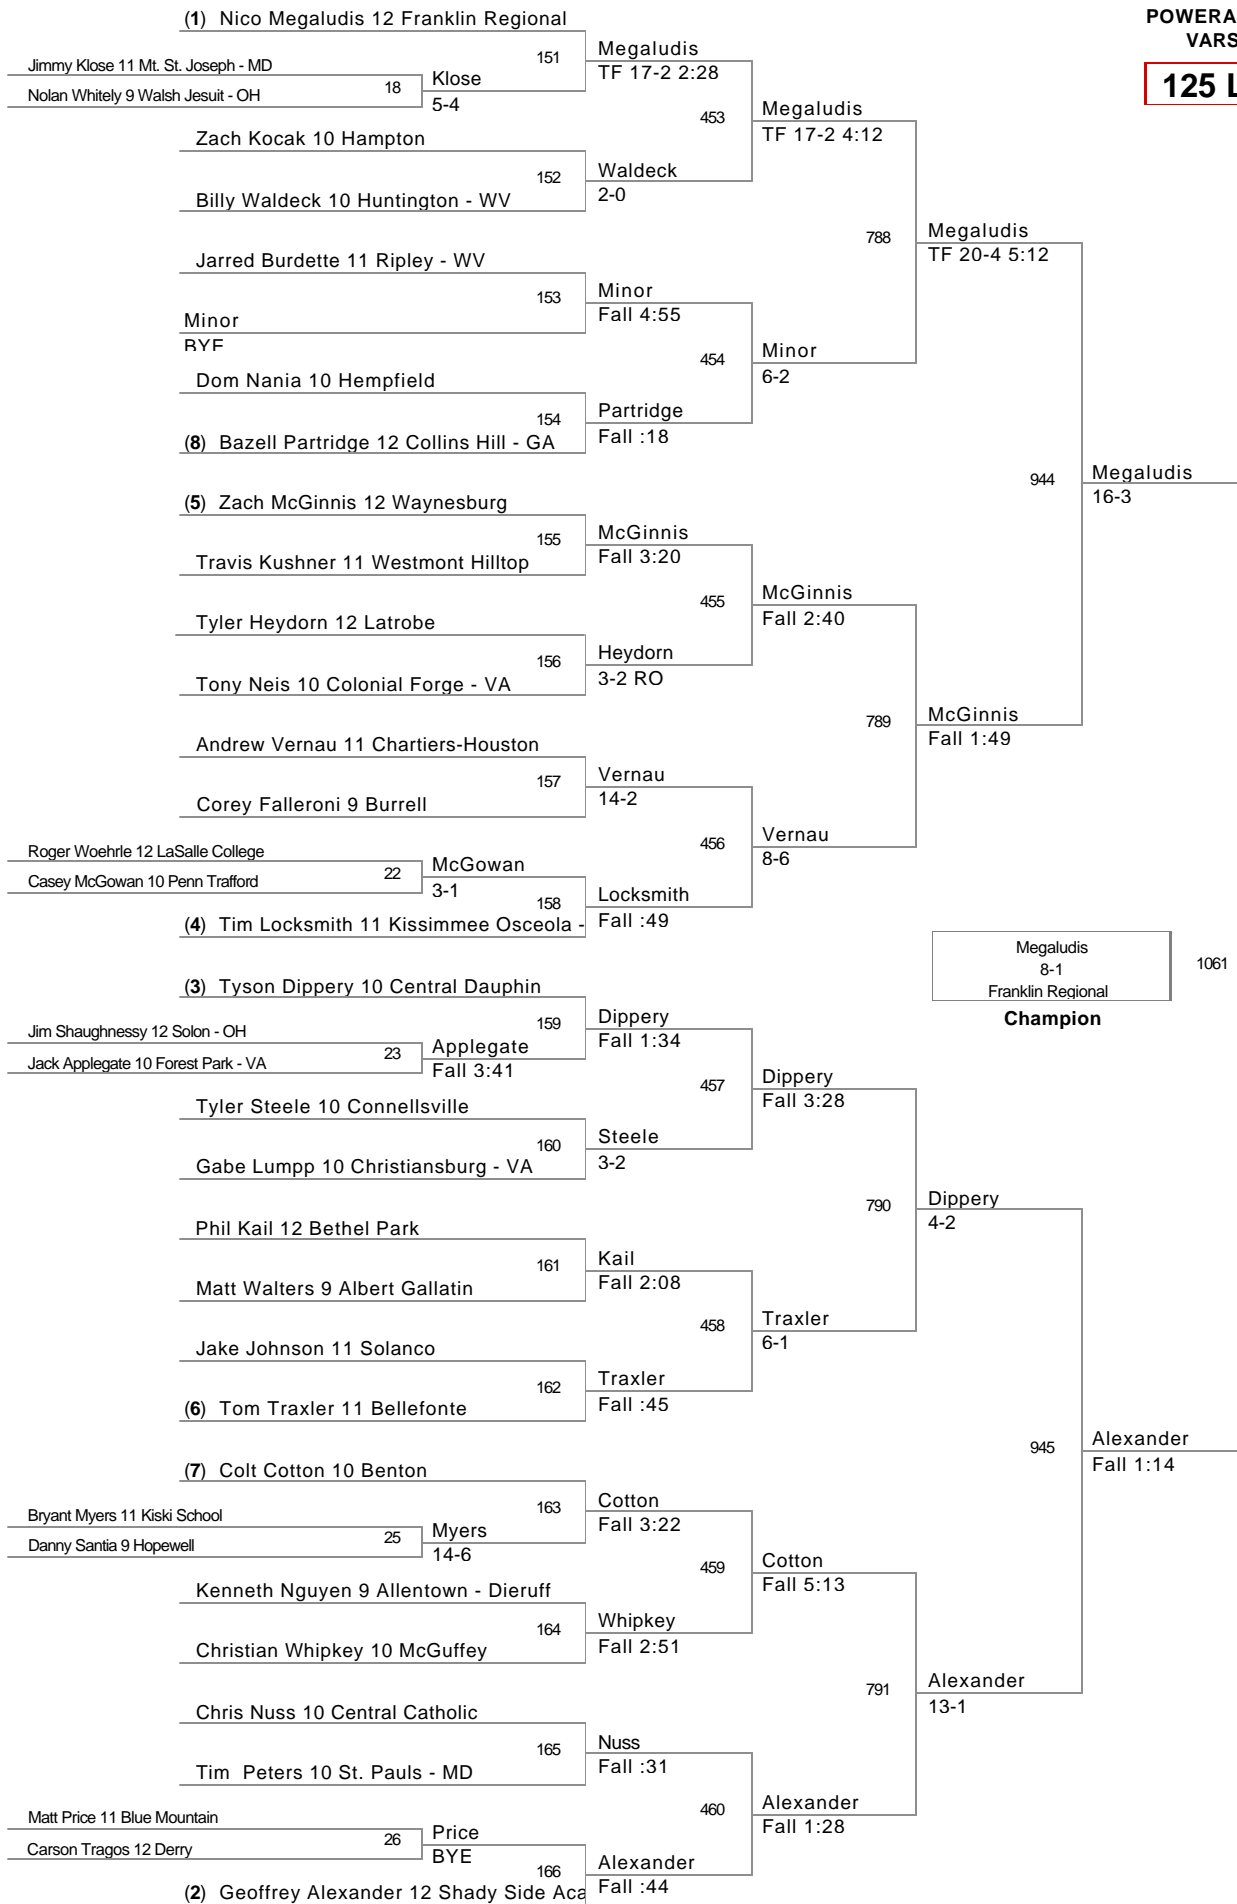 (1) Nico Megaludis 12 Franklin Regional
POWERA
VARS
125 L
151
Megaludis
TF 17-2 2:28
Jimmy Klose 11 Mt. St. Joseph - MD
18
Klose
5-4
Nolan Whitely 9 Walsh Jesuit - OH
453
Megaludis
TF 17-2 4:12
Zach Kocak 10 Hampton
152
Waldeck
2-0
Billy Waldeck 10 Huntington - WV
788
Megaludis
TF 20-4 5:12
Jarred Burdette 11 Ripley - WV
153
Minor
Fall 4:55
Minor
BYE
454
Minor
6-2
Dom Nania 10 Hempfield
154
Partridge
Fall :18
(8) Bazell Partridge 12 Collins Hill - GA
944
Megaludis
16-3
(5) Zach McGinnis 12 Waynesburg
155
McGinnis
Fall 3:20
Travis Kushner 11 Westmont Hilltop
455
McGinnis
Fall 2:40
Tyler Heydorn 12 Latrobe
156
Heydorn
3-2 RO
Tony Neis 10 Colonial Forge - VA
789
McGinnis
Fall 1:49
Andrew Vernau 11 Chartiers-Houston
157
Vernau
14-2
Corey Falleroni 9 Burrell
456
Vernau
8-6
Roger Woehrle 12 LaSalle College
22
McGowan
3-1
Casey McGowan 10 Penn Trafford
158
Locksmith
Fall :49
(4) Tim Locksmith 11 Kissimmee Osceola -
Megaludis
8-1
Franklin Regional
1061
Champion
(3) Tyson Dippery 10 Central Dauphin
159
Dippery
Fall 1:34
Jim Shaughnessy 12 Solon - OH
23
Applegate
Fall 3:41
Jack Applegate 10 Forest Park - VA
457
Dippery
Fall 3:28
Tyler Steele 10 Connellsville
160
Steele
3-2
Gabe Lumpp 10 Christiansburg - VA
790
Dippery
4-2
Phil Kail 12 Bethel Park
161
Kail
Fall 2:08
Matt Walters 9 Albert Gallatin
458
Traxler
6-1
Jake Johnson 11 Solanco
162
Traxler
Fall :45
(6) Tom Traxler 11 Bellefonte
945
Alexander
Fall 1:14
(7) Colt Cotton 10 Benton
163
Cotton
Fall 3:22
Bryant Myers 11 Kiski School
25
Myers
14-6
Danny Santia 9 Hopewell
459
Cotton
Fall 5:13
Kenneth Nguyen 9 Allentown - Dieruff
164
Whipkey
Fall 2:51
Christian Whipkey 10 McGuffey
791
Alexander
13-1
Chris Nuss 10 Central Catholic
165
Nuss
Fall :31
Tim Peters 10 St. Pauls - MD
460
Alexander
Fall 1:28
Matt Price 11 Blue Mountain
26
Price
BYE
Carson Tragos 12 Derry
166
Alexander
Fall :44
(2) Geoffrey Alexander 12 Shady Side Aca